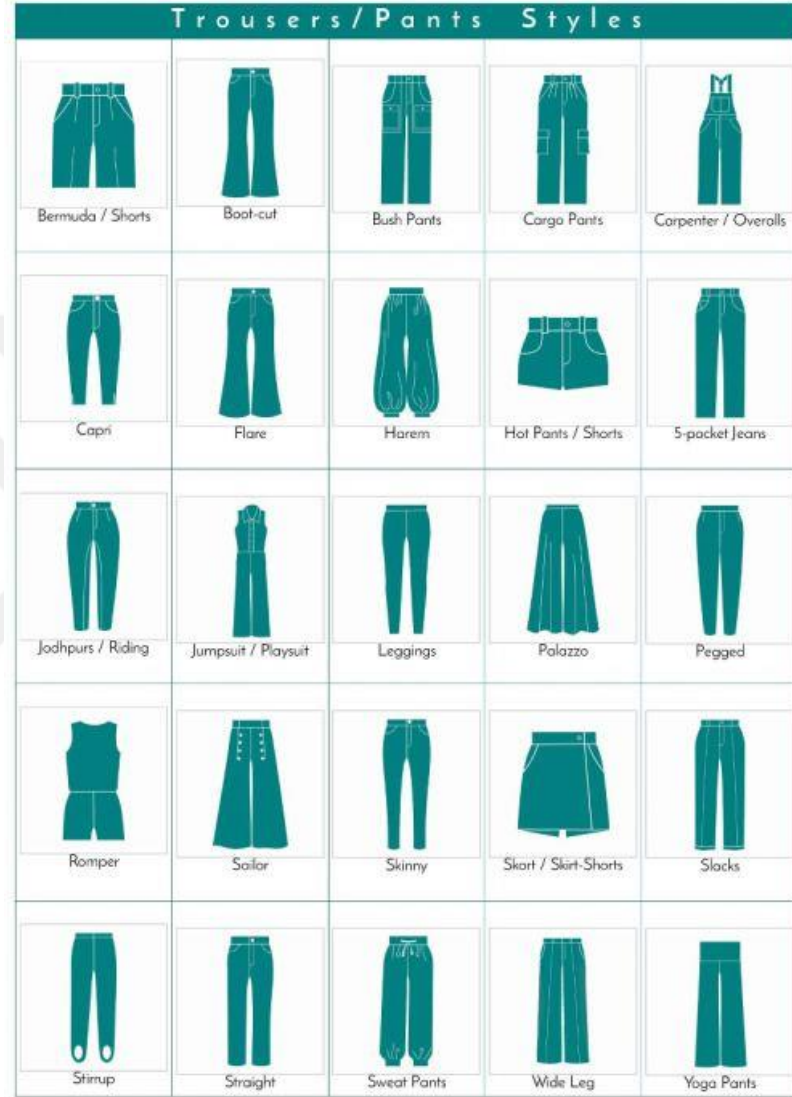 Trousers/Pants Styles
Bermuda / Shorts
Boot-cut
Bush Pants
Cargo Pants
Carpenter / Overalls
Capri
Flare
Harem
Hot Pants / Shorts
5-pocket Jeans
Jodhpurs / Riding
Jumpsuit / Playsuit
Leggings
Palazzo
Pegged
Romper
Sailor
Skinny
Skort / Skirt-Shorts
Slacks
Stirrup
Straight
Sweat Pants
Wide Leg
Yoga Pants